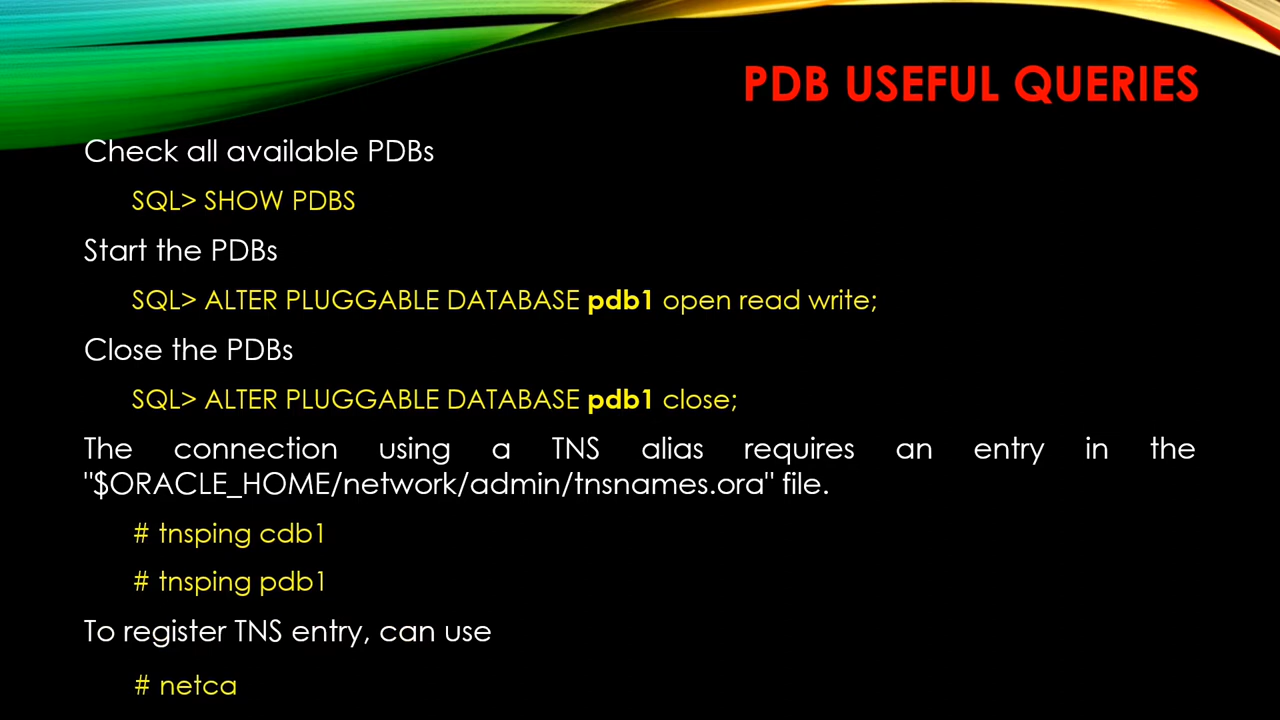 PDB USEFUL QUERIES
Check all available PDBs
SQL> SHOW PDBS
Start the PDBs
SQL> ALTER PLUGGABLE DATABASE pdb1 open read write;
Close the PDBs
SQL> ALTER PLUGGABLE DATABASE pdb1 close;
The connection using a TNS alias requires an entry in the
"$ORACLE_HOME/network/admin/tnsnames.ora" file.
# tnsping cdb1
# tnsping pdb1
To register TNS entry, can use
# netca